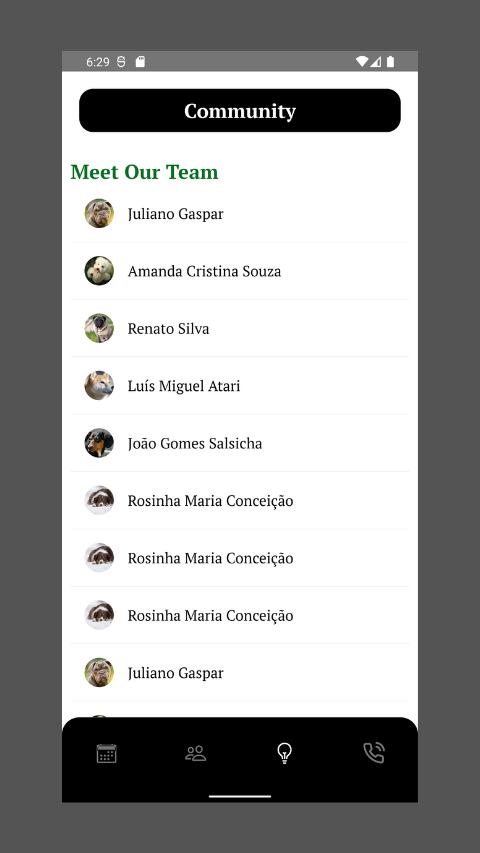 6:29
Community
Meet Our Team
Juliano Gaspar
Amanda Cristina Souza
Renato Silva
Luís Miguel Atari
João Gomes Salsicha
Rosinha Maria Conceição
Rosinha Maria Conceição
Rosinha Maria Conceição
Juliano Gaspar